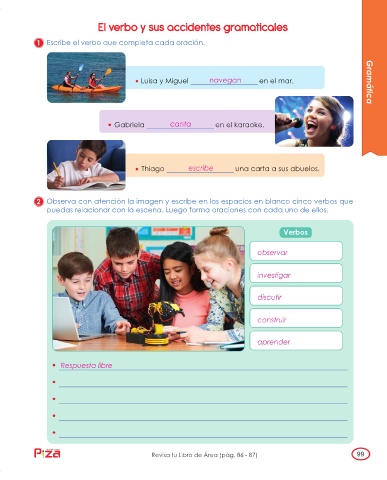 El verbo y sus accidentes gramaticales
1 Escribe el verbo que completa cada oración.
• Luisa y Miguel navegan en el mar.
• Gabriela canta en el karaoke.
• Thiago escribe una carta a sus abuelos.
Gramática
2 Observa con atención la imagen y escribe en los espacios en blanco cinco verbos que
puedas relacionar con la escena. Luego forma oraciones con cada uno de ellos.
Verbos
observar
investigar
discutir
construir
aprender
• Respuesta libre
•
•
•
•
Piza
Revisa tu Libro de Área (pág. 86 - 87)
99